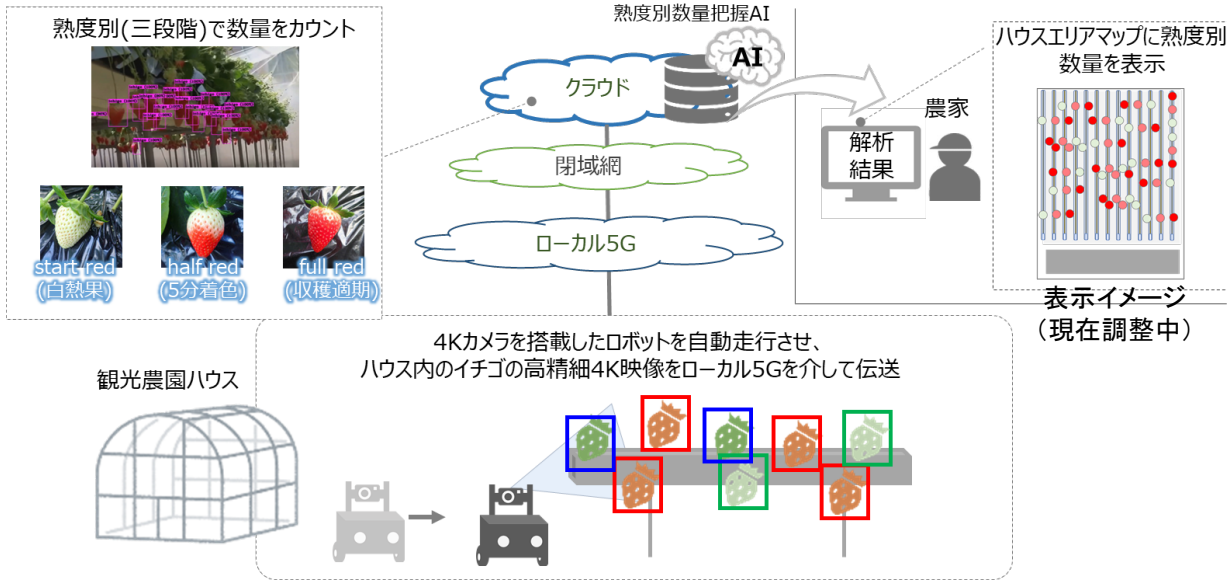 熟度別(三段階)で数量をカウント
start red
(白熱果)
half red
(5分着色)
full red
(収穫適期)
熟度別数量把握AI
AI
クラウド
閉域網
ローカル5G
農家
解析
結果
ハウスエリアマップに熟度別
数量を表示
表示イメージ
（現在調整中）
4Kカメラを搭載したロボットを自動走行させ、
ハウス内のイチゴの高精細4K映像をローカル5Gを介して伝送
観光農園ハウス